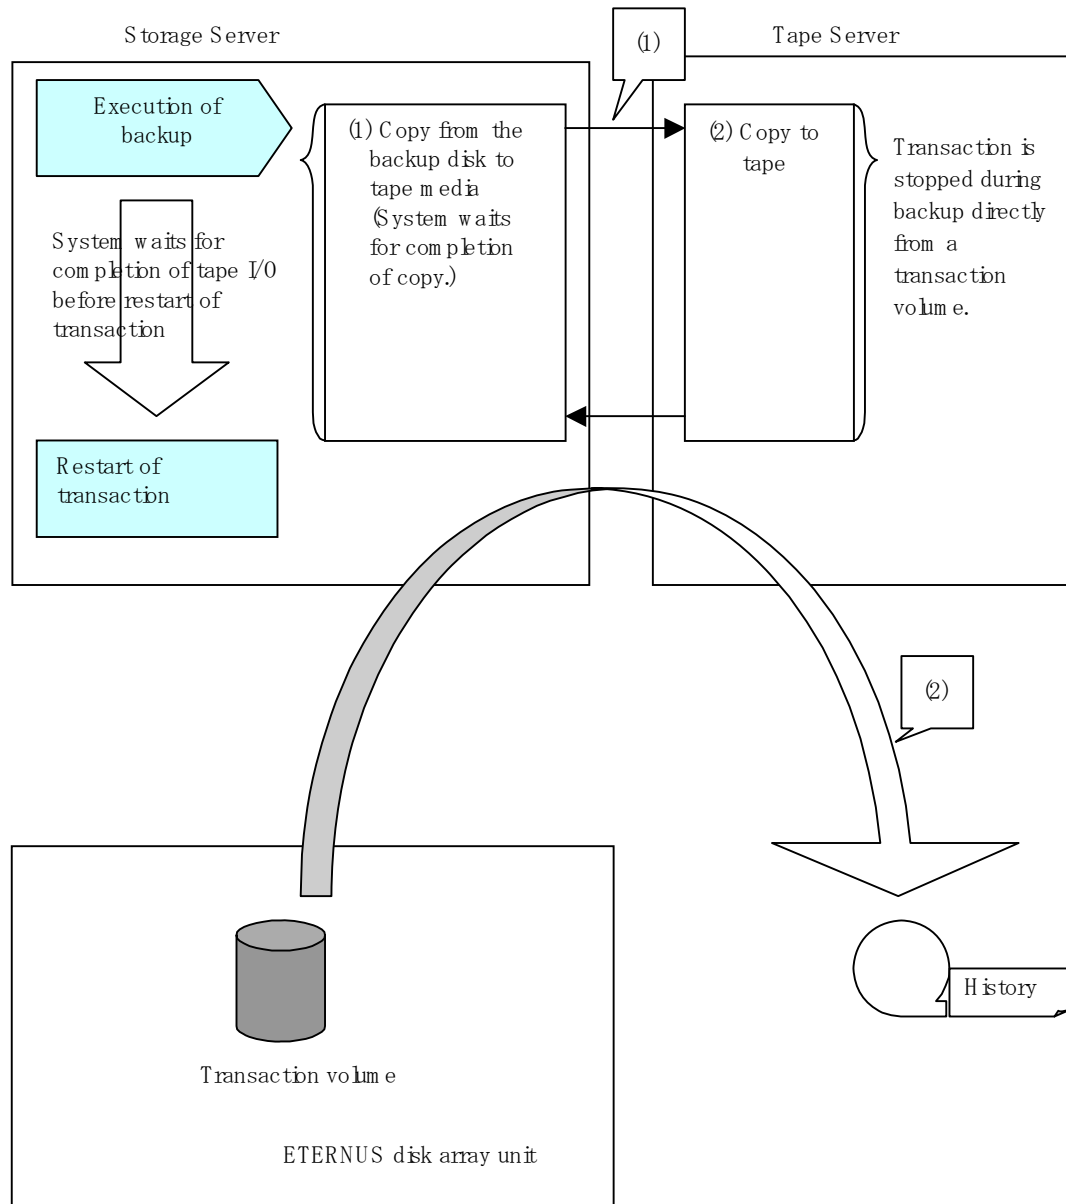 Storage Server
(1)
Tape Server
Execution of
backup
(1) Copy from the
backup disk to
tape media
(System waits
for completion
of copy.)
(2) Copy to
tape
Transaction is
stopped during
backup directly
from a
transaction
volume.
System waits for
completion of tape I/O
before restart of
transaction
Restart of
transaction
(2)
History
Transaction volume
ETERNUS disk array unit